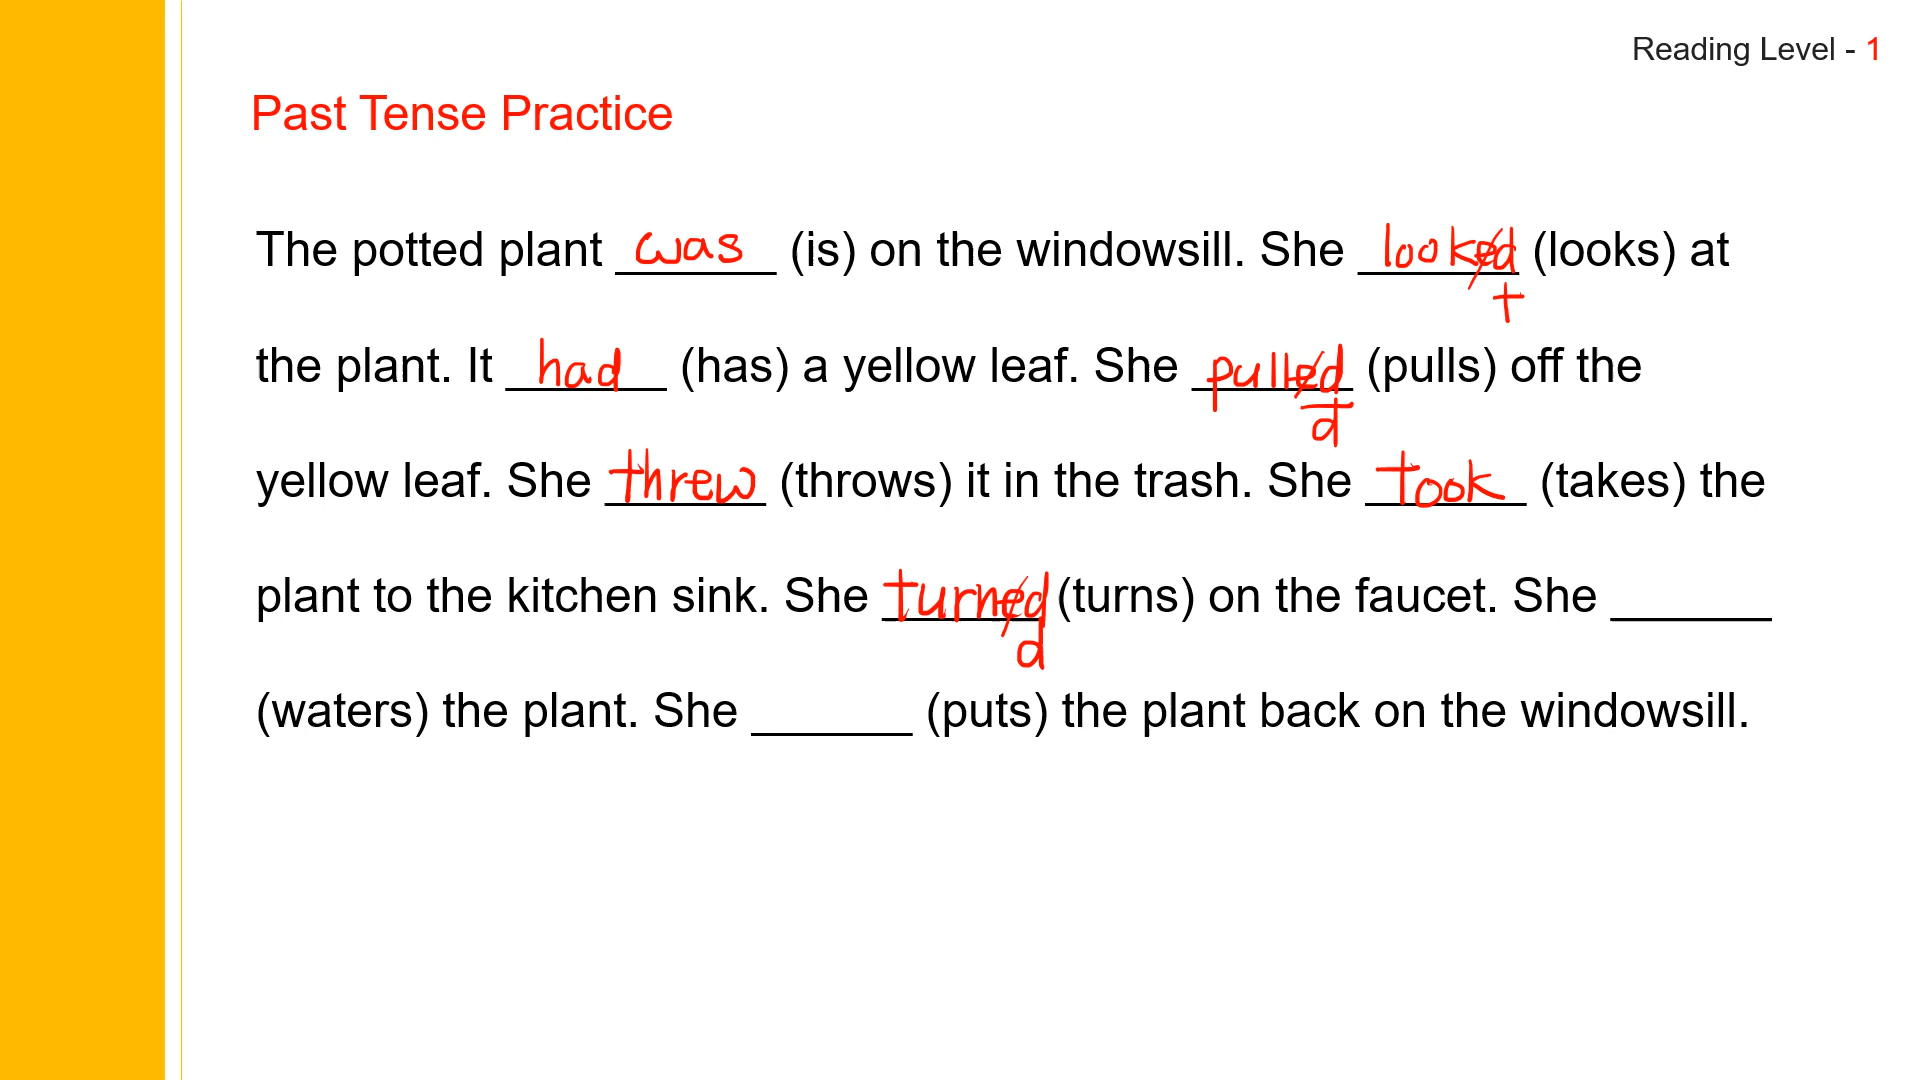 Reading Level - 1
Past Tense Practice
The potted plant was (is) on the windowsill. She looked (looks) at
t
the plant. It had (has) a yellow leaf. She pulled (pulls) off the
d
yellow leaf. She threw (throws) it in the trash. She took (takes) the
plant to the kitchen sink. She turned (turns) on the faucet. She _______
d
(waters) the plant. She _______ (puts) the plant back on the windowsill.